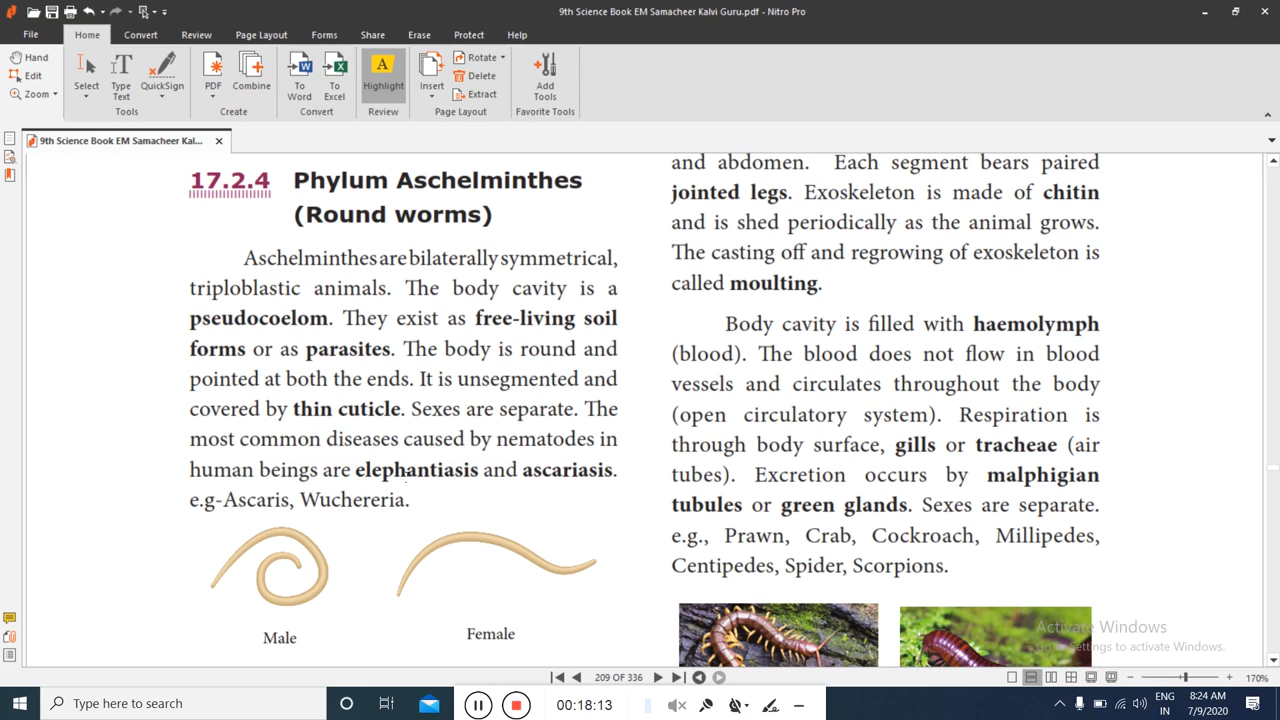 9th Science Book EM Samacheer Kalvi Guru.pdf - Nitro Pro
File Home Convert Review Page Layout Forms Share Erase Protect Help
Hand
Edit
Zoom
Select
Type Text
QuickSign
Tools
PDF
Combine
Create
To Word
To Excel
Convert
Highlight
Review
Insert
Rotate
Delete
Extract
Page Layout
Add Tools
Favorite Tools
9th Science Book EM Samacheer Kal...
17.2.4 Phylum Aschelminthes
(Round worms)
Aschelminthes are bilaterally symmetrical,
triploblastic animals. The body cavity is a
pseudocoelom. They exist as free-living soil
forms or as parasites. The body is round and
pointed at both the ends. It is unsegmented and
covered by thin cuticle. Sexes are separate. The
most common diseases caused by nematodes in
human beings are elephantiasis and ascariasis.
e.g-Ascaris, Wuchereria.
Male
Female
and abdomen. Each segment bears paired
jointed legs. Exoskeleton is made of chitin
and is shed periodically as the animal grows.
The casting off and regrowing of exoskeleton is
called moulting.
Body cavity is filled with haemolymph
(blood). The blood does not flow in blood
vessels and circulates throughout the body
(open circulatory system). Respiration is
through body surface, gills or tracheae (air
tubes). Excretion occurs by malphigian
tubules or green glands. Sexes are separate.
e.g., Prawn, Crab, Cockroach, Millipedes,
Centipedes, Spider, Scorpions.
Activate Windows
Go to Settings to activate Windows.
209 OF 336
170%
Type here to search
00:18:13
ENG
IN
8:24 AM
7/9/2020